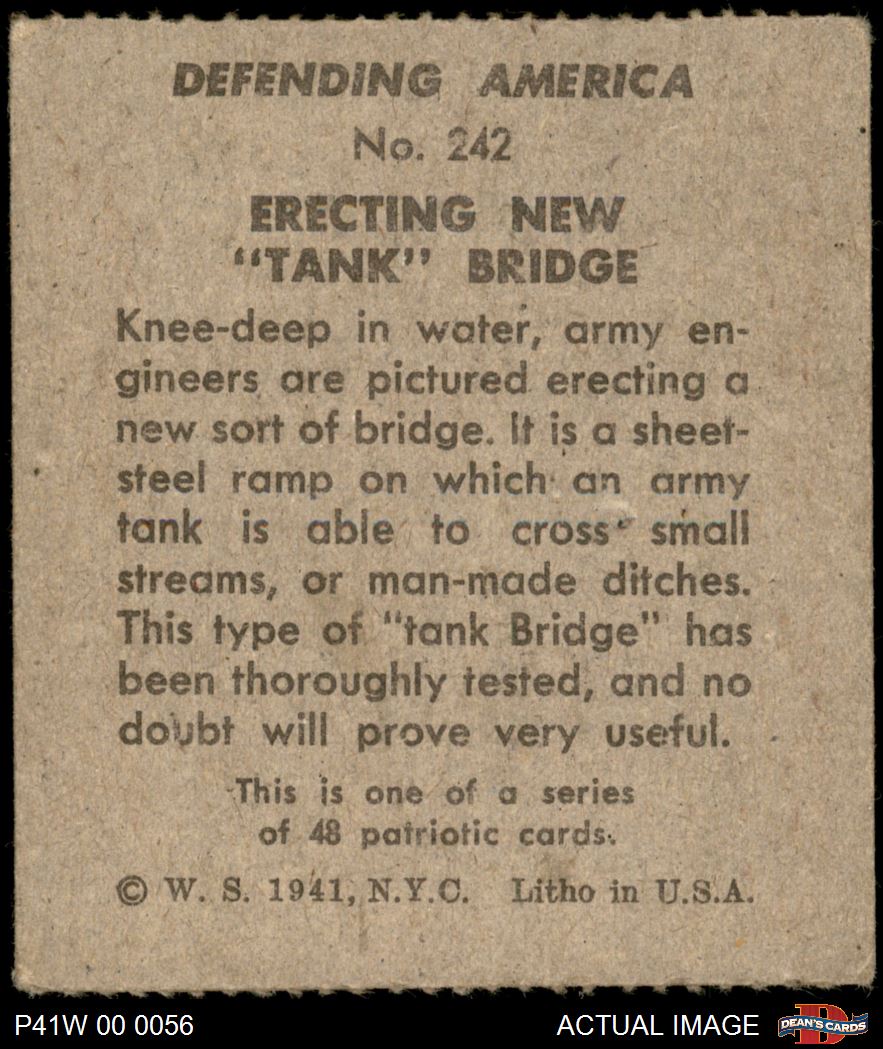 DEFENDING AMERICA
No. 242
ERECTING NEW
"TANK" BRIDGE
Knee-deep in water, army en-
gineers are pictured erecting a
new sort of bridge. It is a sheet-
steel ramp on which an army
tank is able to cross small
streams, or man-made ditches.
This type of "tank Bridge" has
been thoroughly tested, and no
doubt will prove very useful.
This is one of a series
of 48 patriotic cards.
© W. S. 1941, N.Y.C. Litho in U.S.A.
P41W 00 0056 ACTUAL IMAGE DEAN'S CARDS